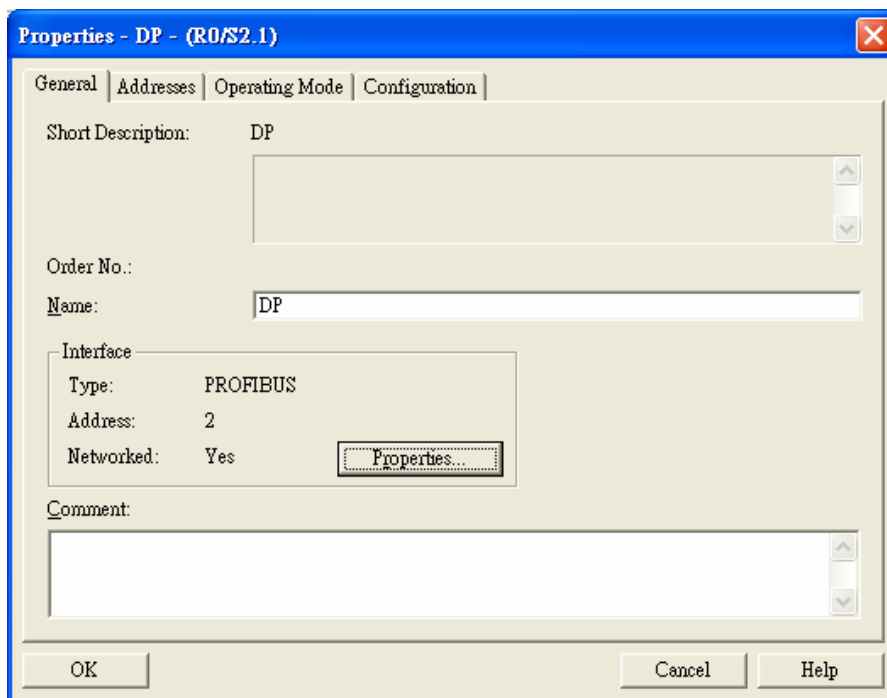 Properties - DP - (R0/S2.1)
General Addresses Operating Mode Configuration
Short Description: DP
Order No.:
Name: DP
Interface
Type: PROFIBUS
Address: 2
Networked: Yes Properties...
Comment:
OK Cancel Help